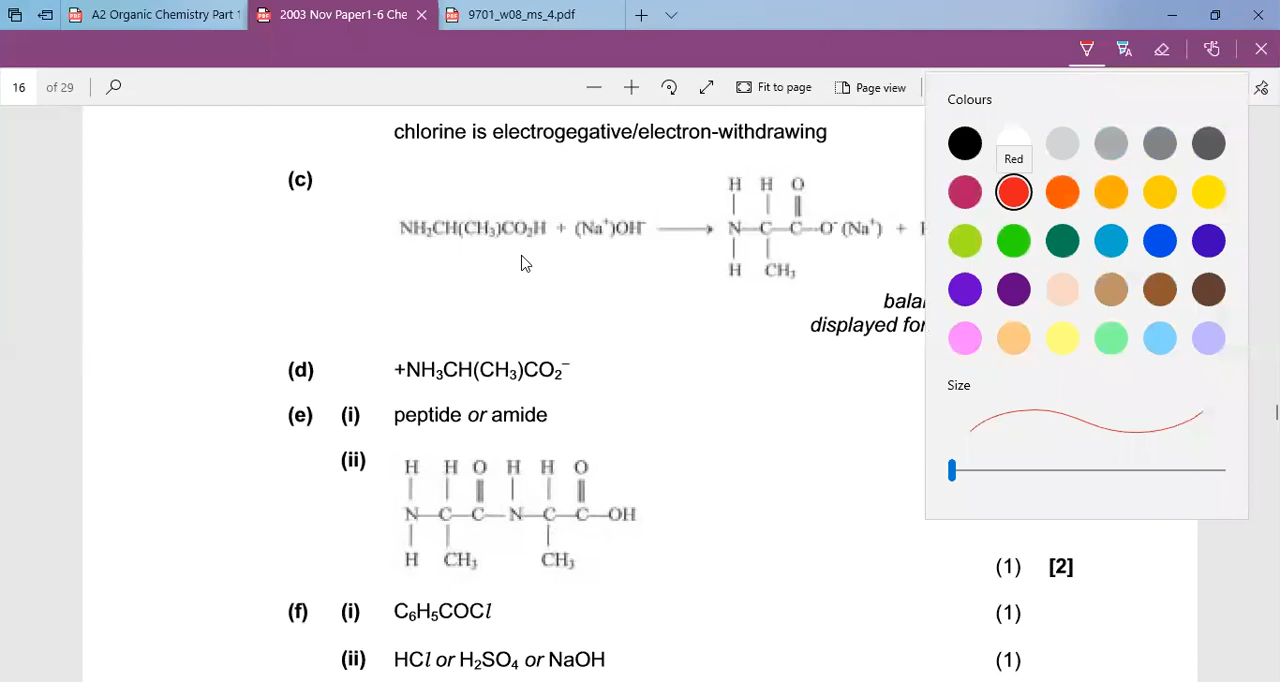 A2 Organic Chemistry Part 1
2003 Nov Paper1-6 Che
9701_w08_ms_4.pdf
16 of 29
Fit to page
Page view
Colours
Red
Size
chlorine is electrogegative/electron-withdrawing
(c)
H H O
NH₂CH(CH₃)CO₂H + (Na⁺)OH⁻ → N–C–C–O⁻ (Na⁺) + H
H CH₃
balan
displayed for
(d) +NH₃CH(CH₃)CO₂⁻
(e) (i) peptide or amide
(ii)
H H O H H O
N–C–C–N–C–C–OH
H CH₃ CH₃
(1) [2]
(f) (i) C₆H₅COCl (1)
(ii) HCl or H₂SO₄ or NaOH (1)